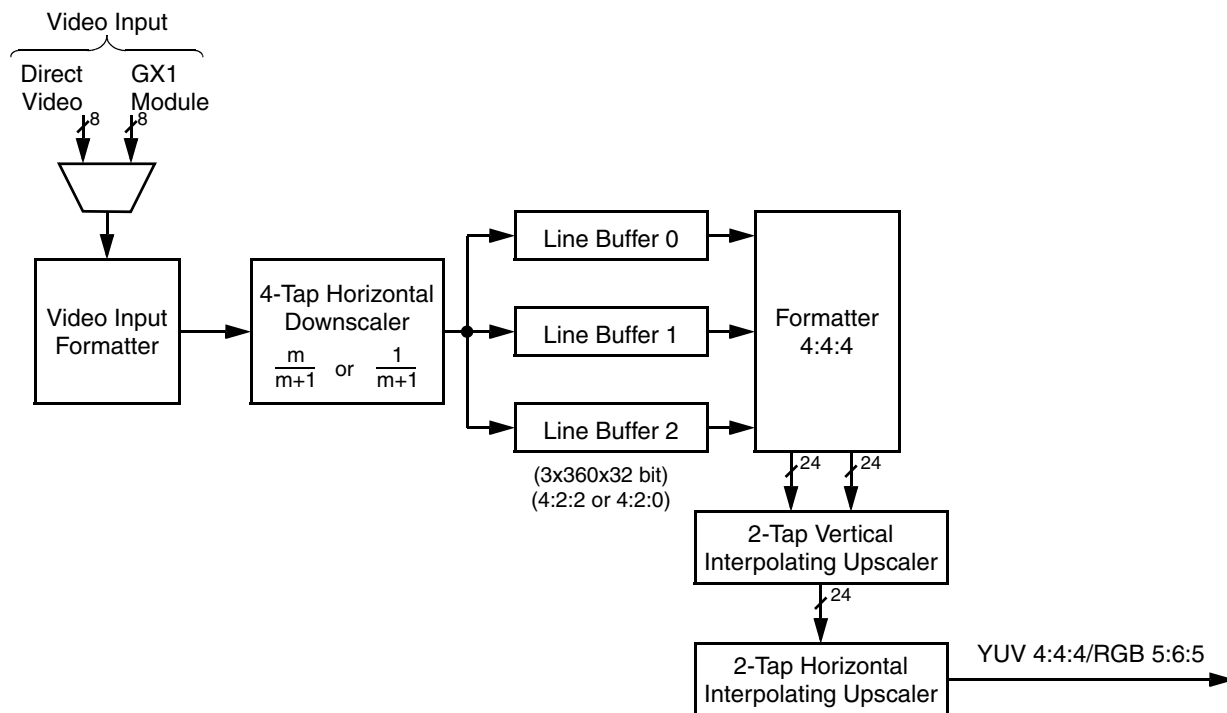 Video Input
Direct
Video
GX1
Module
8
8
Video Input
Formatter
4-Tap Horizontal
Downscaler
m
m+1
or
1
m+1
Line Buffer 0
Line Buffer 1
Line Buffer 2
(3x360x32 bit)
(4:2:2 or 4:2:0)
Formatter
4:4:4
24
24
2-Tap Vertical
Interpolating Upscaler
24
2-Tap Horizontal
Interpolating Upscaler
YUV 4:4:4/RGB 5:6:5